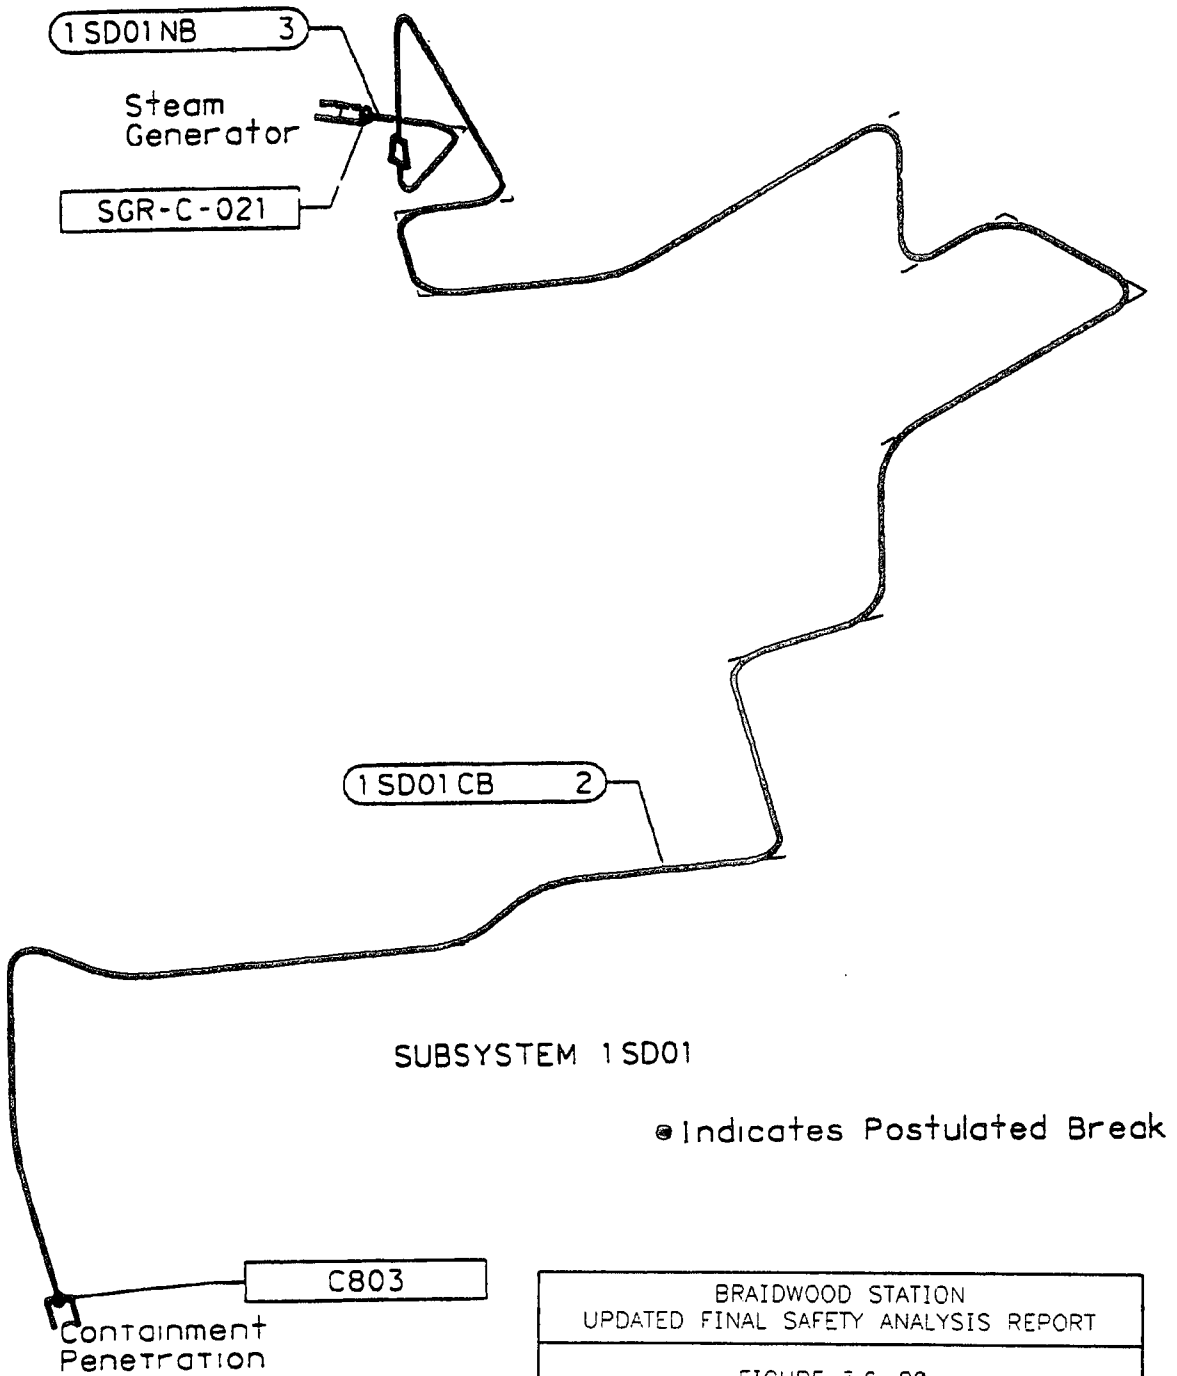 1SD01NB 3
Steam
Generator
SGR-C-021
1SD01CB 2
SUBSYSTEM 1SD01
Indicates Postulated Break
C803
Containment
Penetration
BRAIDWOOD STATION
UPDATED FINAL SAFETY ANALYSIS REPORT
FIGURE